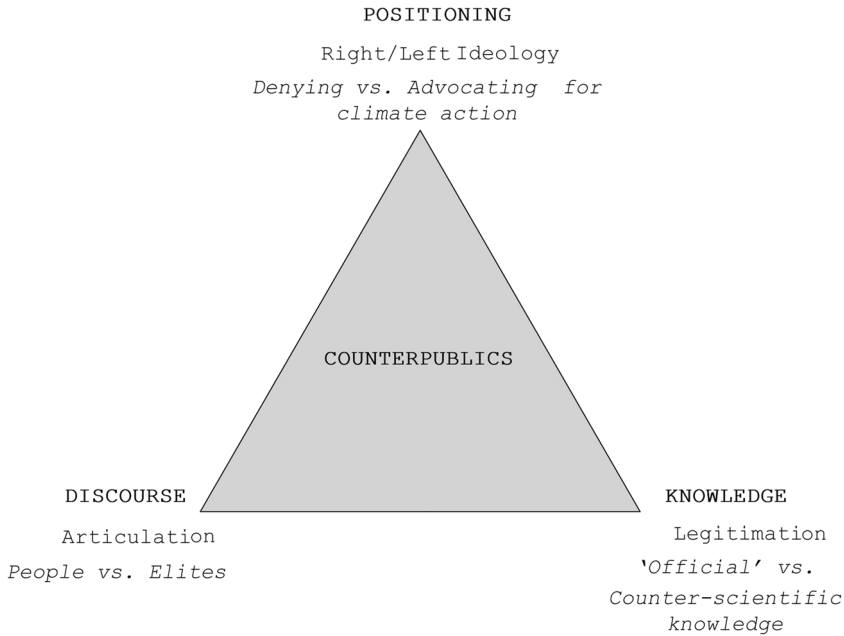 POSITIONING
Right/Left Ideology
Denying vs. Advocating for
climate action
COUNTERPUBLICS
DISCOURSE
Articulation
People vs. Elites
KNOWLEDGE
Legitimation
‘Official’ vs.
Counter-scientific
knowledge